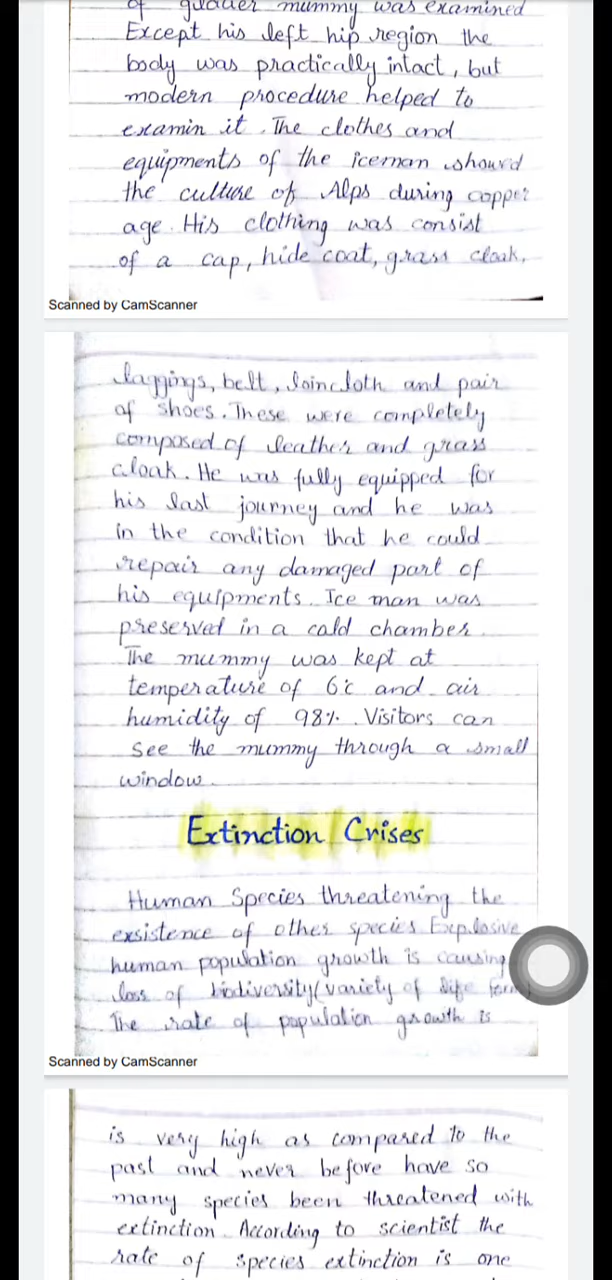 of glacier mummy was examined
Except his left hip region the
body was practically intact, but
modern procedure helped to
examin it. The clothes and
equipments of the iceman showed
the culture of Alps during copper
age. His clothing was consist
of a cap, hide coat, grass cloak,
Scanned by CamScanner
laggings, belt, loincloth and pair
of shoes. These were completely
composed of leather and grass
cloak. He was fully equipped for
his last journey and he was
in the condition that he could
repair any damaged part of
his equipments. Ice man was
preserved in a cold chamber.
The mummy was kept at
temperature of 6°c and air
humidity of 98%. Visitors can
see the mummy through a small
window.
Extinction Crises
Human Species threatening the
exsistence of other species Explosive
human population growth is causing
loss of biodiversity(variety of life form)
The rate of population growth is
Scanned by CamScanner
is very high as compared to the
past and never before have so
many species been threatened with
extinction. According to scientist the
rate of species extinction is one